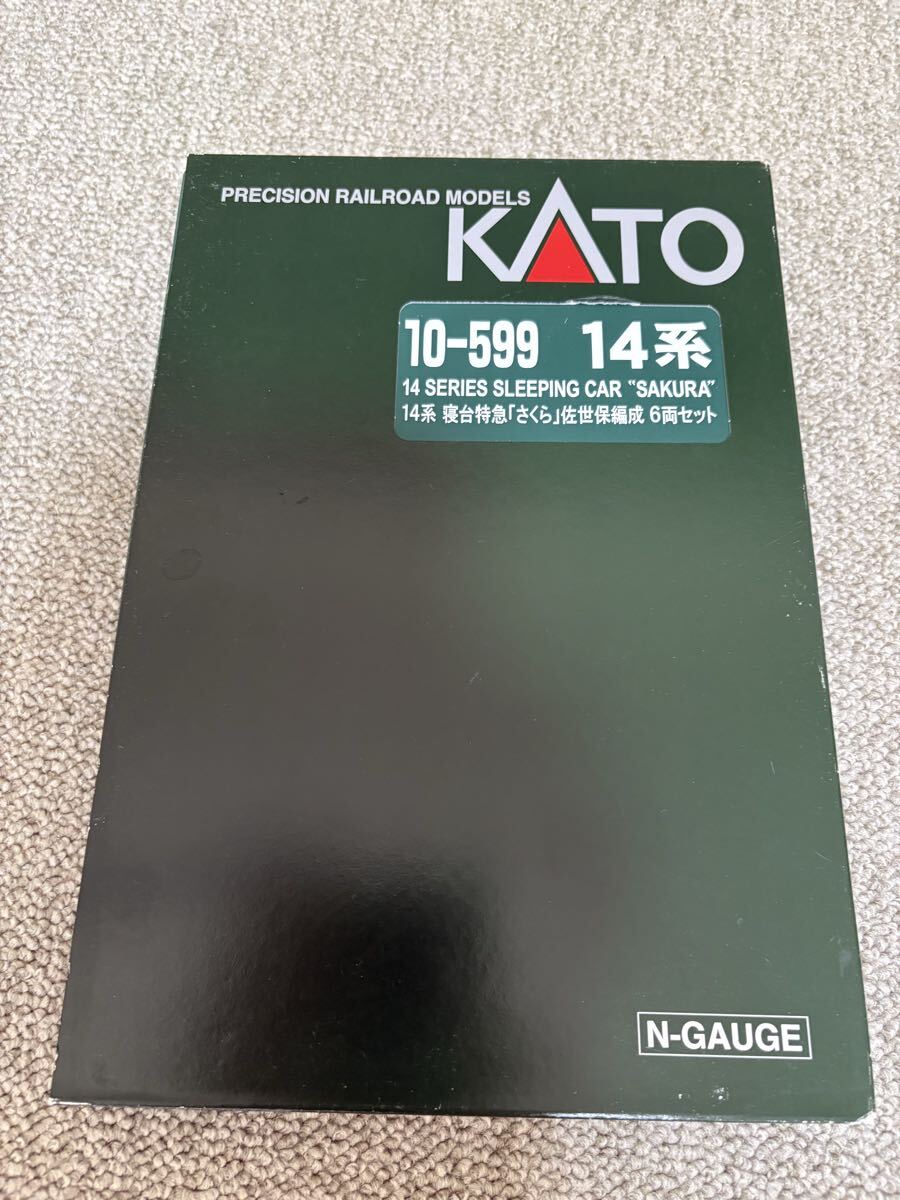 PRECISION RAILROAD MODELS
KATO
10-599 14系
14 SERIES SLEEPING CAR "SAKURA"
14系 寝台特急「さくら」佐世保編成 6両セット
N-GAUGE